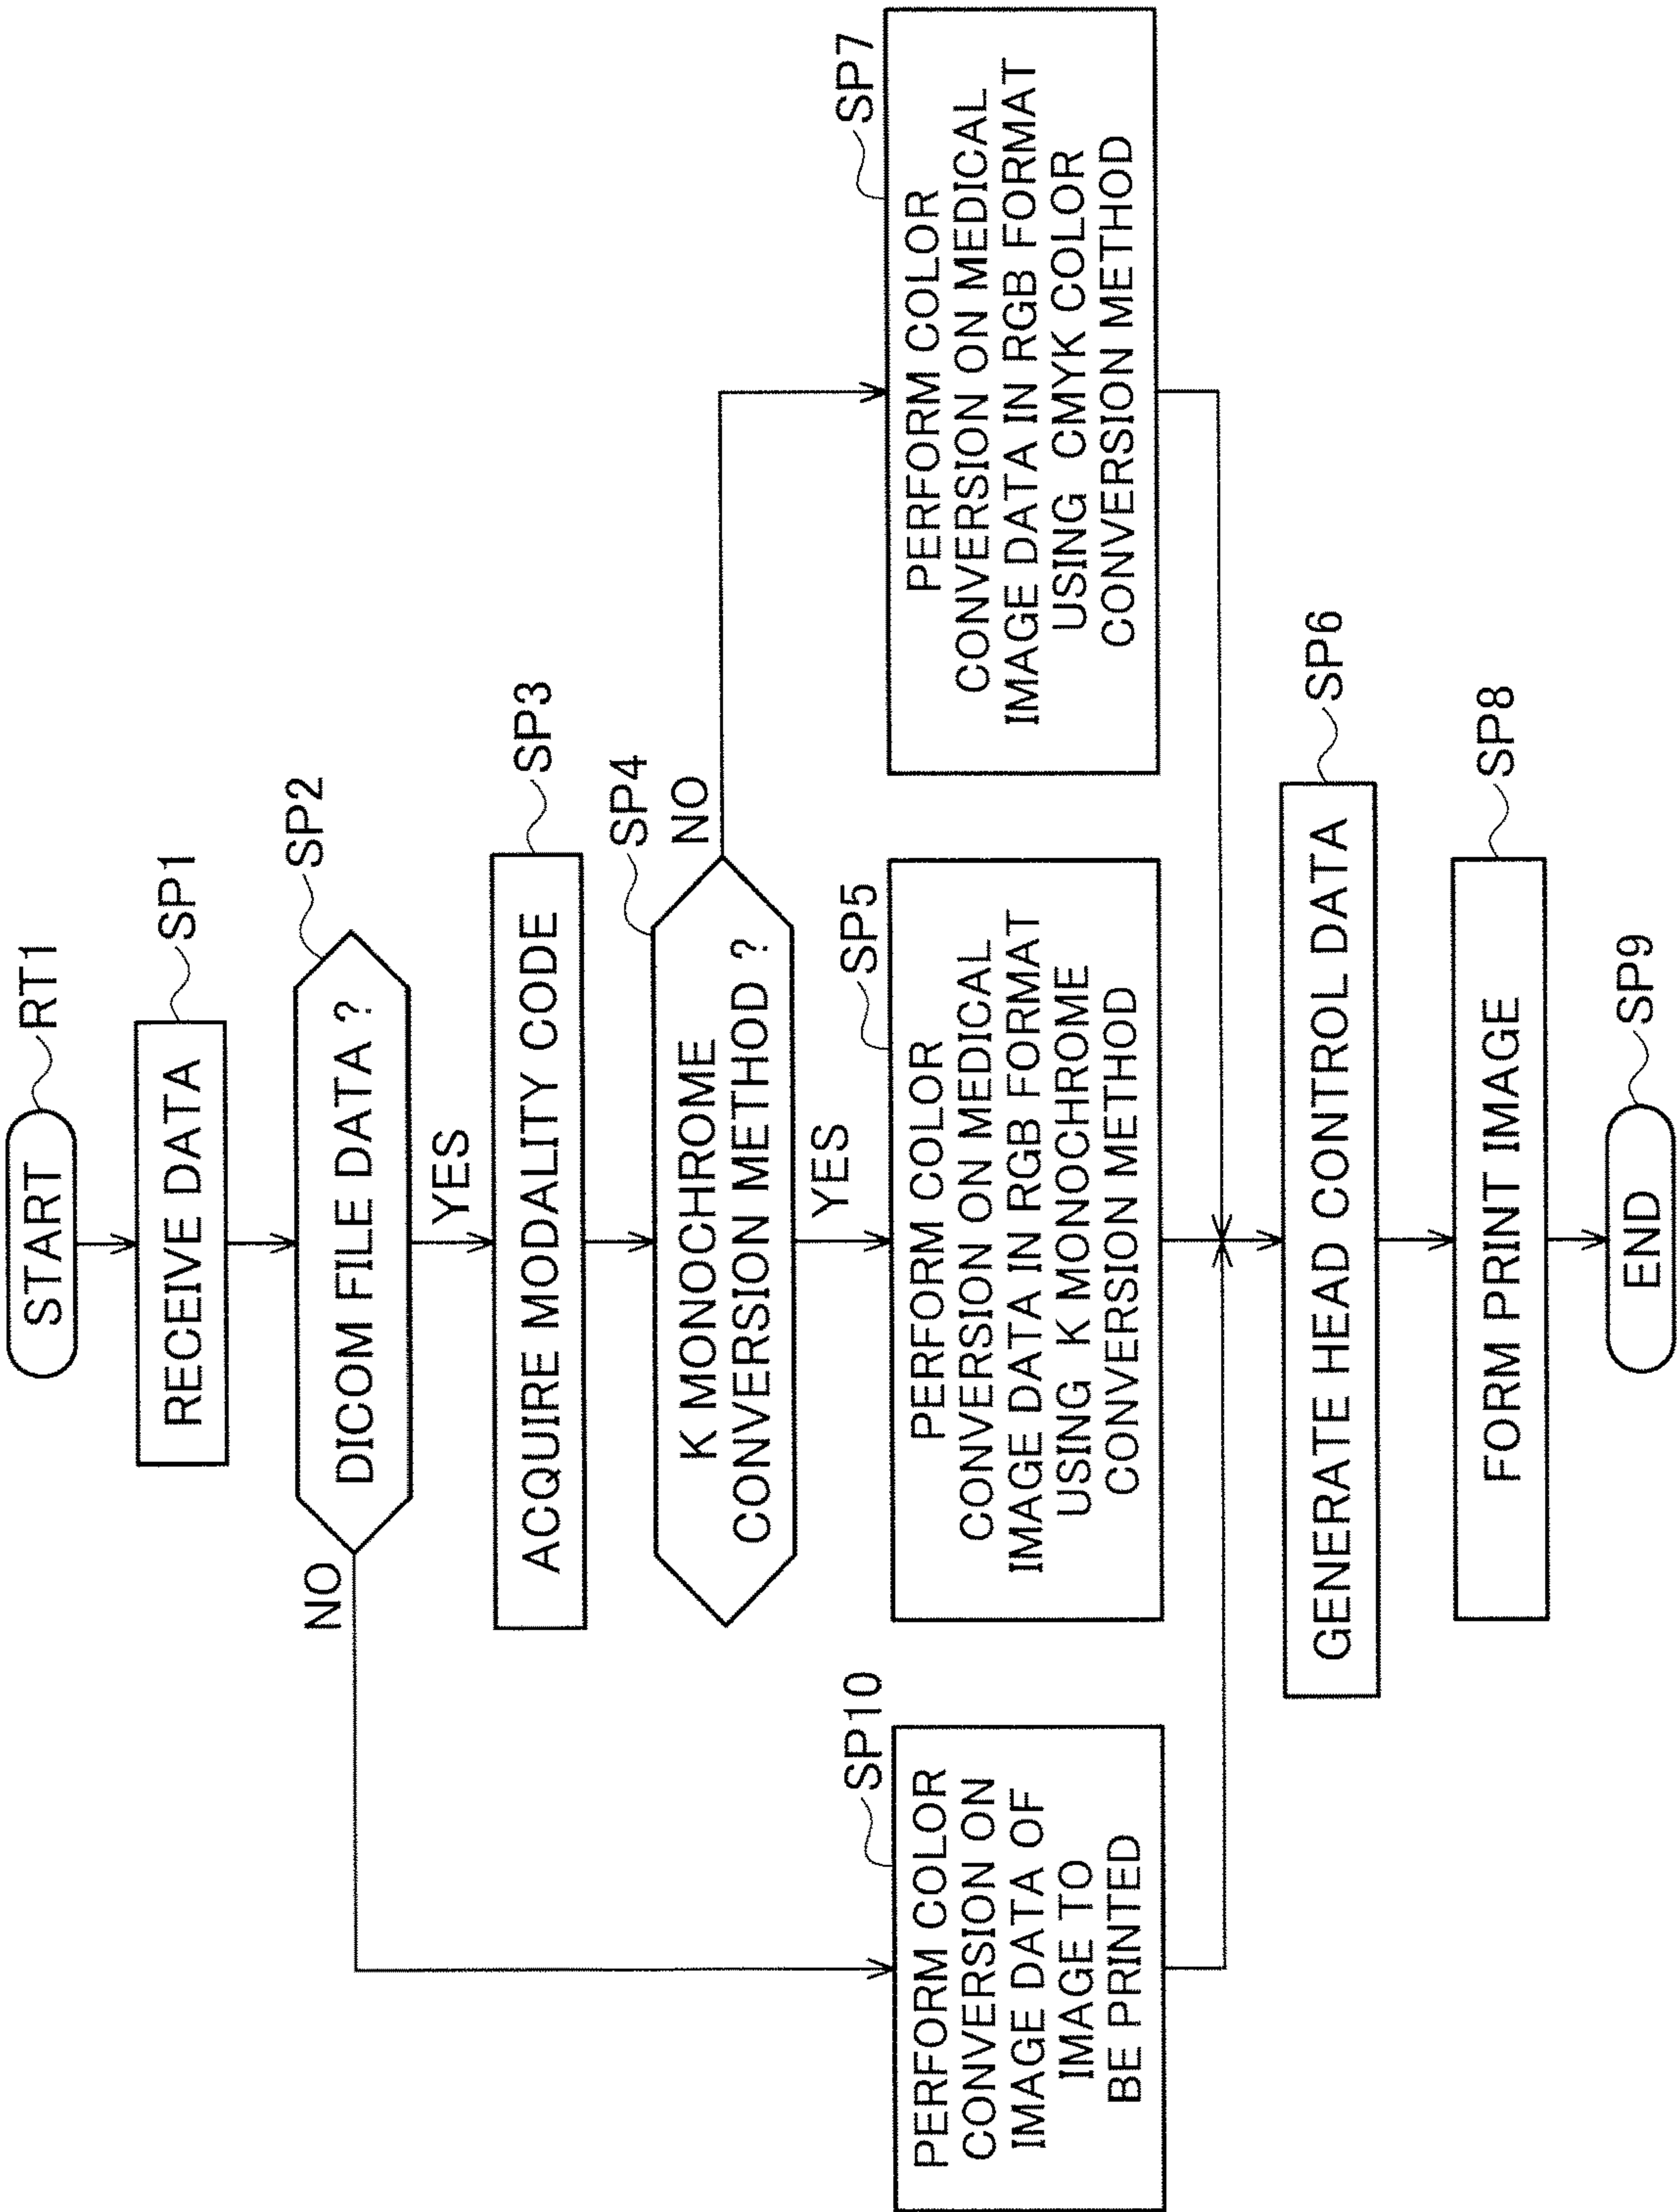 START
RT1
RECEIVE DATA
SP1
DICOM FILE DATA ?
SP2
NO
YES
ACQUIRE MODALITY CODE
SP3
K MONOCHROME
CONVERSION METHOD ?
SP4
NO
YES
PERFORM COLOR
CONVERSION ON
IMAGE DATA OF
IMAGE TO
BE PRINTED
SP10
PERFORM COLOR
CONVERSION ON MEDICAL
IMAGE DATA IN RGB FORMAT
USING K MONOCHROME
CONVERSION METHOD
SP5
PERFORM COLOR
CONVERSION ON MEDICAL
IMAGE DATA IN RGB FORMAT
USING CMYK COLOR
CONVERSION METHOD
SP7
GENERATE HEAD CONTROL DATA
SP6
FORM PRINT IMAGE
SP8
END
SP9